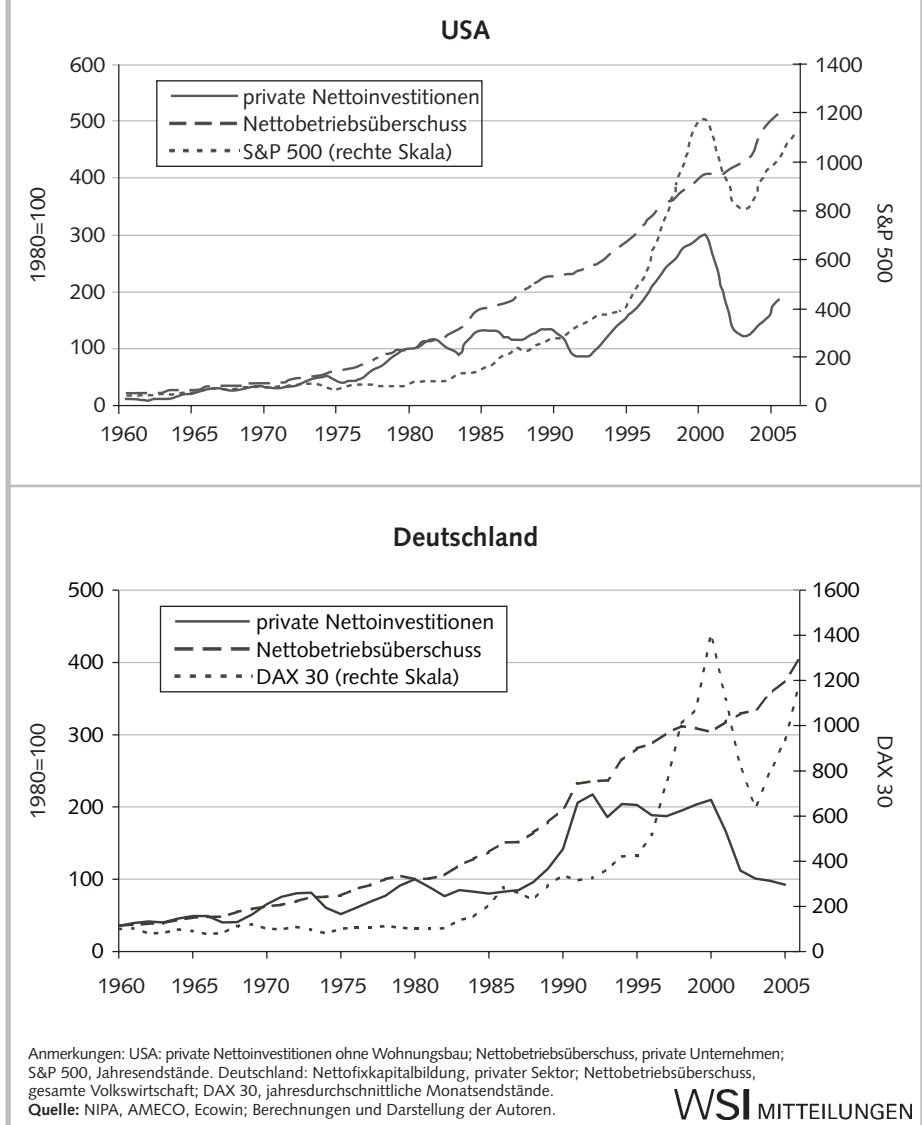 USA
600
500
400
300
200
100
0
1400
1200
1000
800
600
400
200
0
1980=100
S&P 500
private Nettoinvestitionen
Nettobetriebsüberschuss
S&P 500 (rechte Skala)
1960 1965 1970 1975 1980 1985 1990 1995 2000 2005
Deutschland
500
400
300
200
100
0
1600
1400
1200
1000
800
600
400
200
0
1980=100
DAX 30
private Nettoinvestitionen
Nettobetriebsüberschuss
DAX 30 (rechte Skala)
1960 1965 1970 1975 1980 1985 1990 1995 2000 2005
Anmerkungen: USA: private Nettoinvestitionen ohne Wohnungsbau; Nettobetriebsüberschuss, private Unternehmen;
S&P 500, Jahresendstände. Deutschland: Nettofixkapitalbildung, privater Sektor; Nettobetriebsüberschuss,
gesamte Volkswirtschaft; DAX 30, jahresdurchschnittliche Monatsendstände.
Quelle: NIPA, AMECO, Ecowin; Berechnungen und Darstellung der Autoren.
WSI MITTEILUNGEN